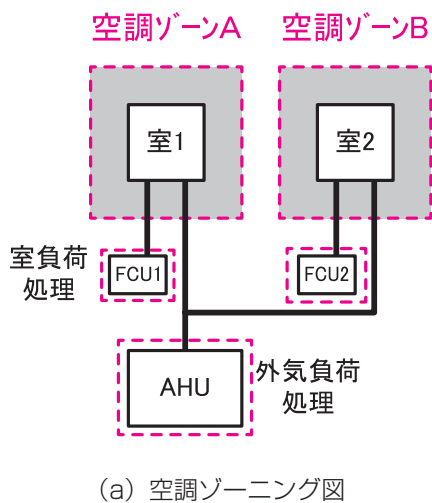 空調ゾーンA 空調ゾーンB
室1 室2
室負荷
処理
FCU1 FCU2
AHU
外気負荷
処理
(a) 空調ゾーニング図